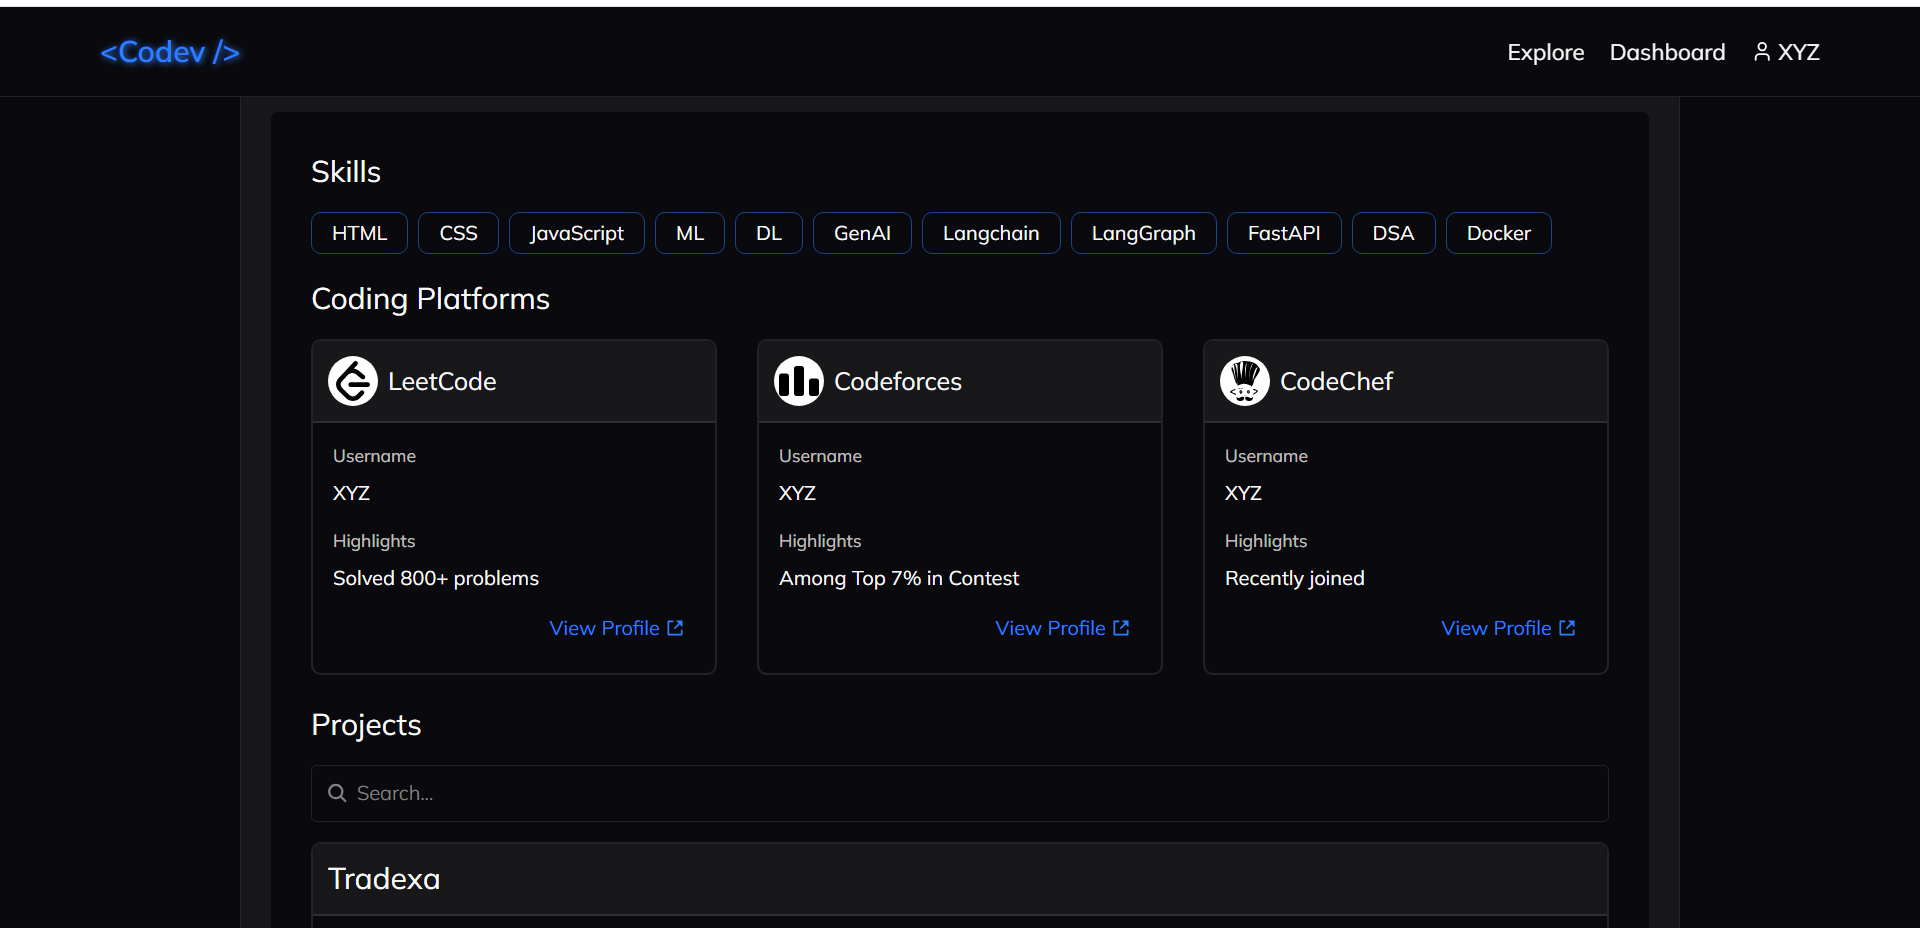 <Codev />
Explore Dashboard XYZ
Skills
HTML CSS JavaScript ML DL GenAI Langchain LangGraph FastAPI DSA Docker
Coding Platforms
LeetCode
Username
XYZ
Highlights
Solved 800+ problems
View Profile
Codeforces
Username
XYZ
Highlights
Among Top 7% in Contest
View Profile
CodeChef
Username
XYZ
Highlights
Recently joined
View Profile
Projects
Search...
Tradexa